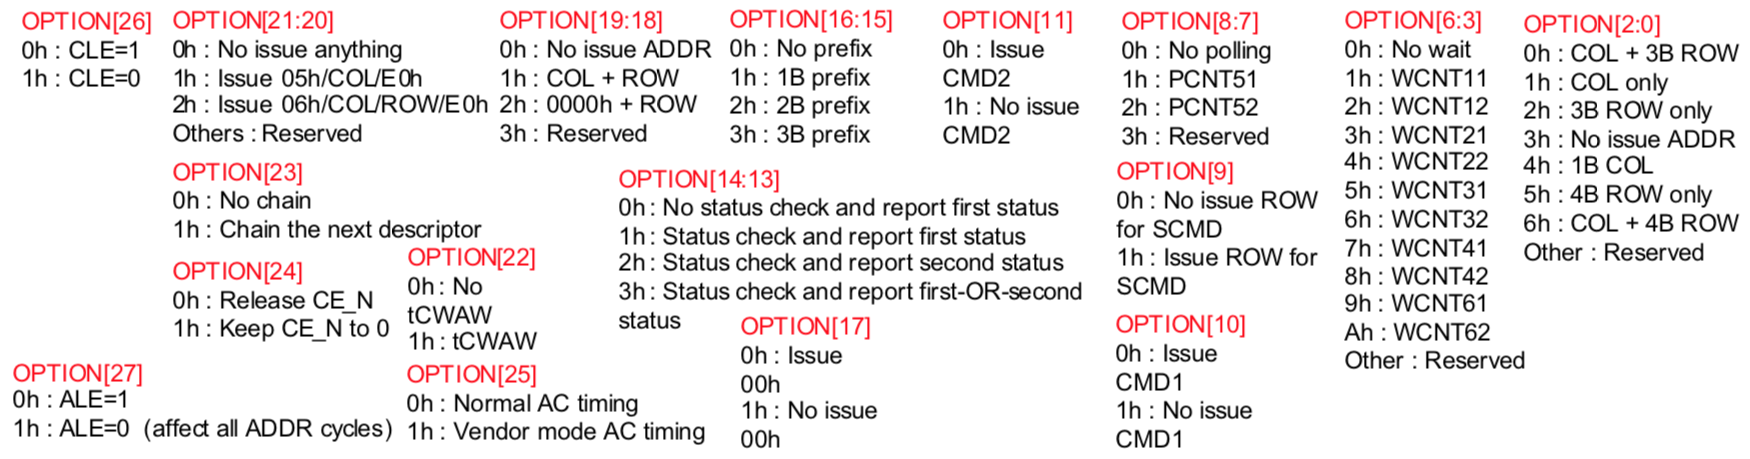 OPTION[26]
0h : CLE=1
1h : CLE=0
OPTION[21:20]
0h : No issue anything
1h : Issue 05h/COL/E0h
2h : Issue 06h/COL/ROW/E0h
Others : Reserved
OPTION[19:18]
0h : No issue ADDR
1h : COL + ROW
2h : 0000h + ROW
3h : Reserved
OPTION[16:15]
0h : No prefix
1h : 1B prefix
2h : 2B prefix
3h : 3B prefix
OPTION[11]
0h : Issue
CMD2
1h : No issue
CMD2
OPTION[8:7]
0h : No polling
1h : PCNT51
2h : PCNT52
3h : Reserved
OPTION[6:3]
0h : No wait
1h : WCNT11
2h : WCNT12
3h : WCNT21
4h : WCNT22
5h : WCNT31
6h : WCNT32
7h : WCNT41
8h : WCNT42
9h : WCNT61
Ah : WCNT62
Other : Reserved
OPTION[2:0]
0h : COL + 3B ROW
1h : COL only
2h : 3B ROW only
3h : No issue ADDR
4h : 1B COL
5h : 4B ROW only
6h : COL + 4B ROW
Other : Reserved
OPTION[23]
0h : No chain
1h : Chain the next descriptor
OPTION[14:13]
0h : No status check and report first status
1h : Status check and report first status
2h : Status check and report second status
3h : Status check and report first-OR-second
status
OPTION[9]
0h : No issue ROW
for SCMD
1h : Issue ROW for
SCMD
OPTION[24]
0h : Release CE_N
1h : Keep CE_N to 0
OPTION[22]
0h : No
tCWAW
1h : tCWAW
OPTION[17]
0h : Issue
00h
1h : No issue
00h
OPTION[10]
0h : Issue
CMD1
1h : No issue
CMD1
OPTION[27]
0h : ALE=1
1h : ALE=0 (affect all ADDR cycles)
OPTION[25]
0h : Normal AC timing
1h : Vendor mode AC timing